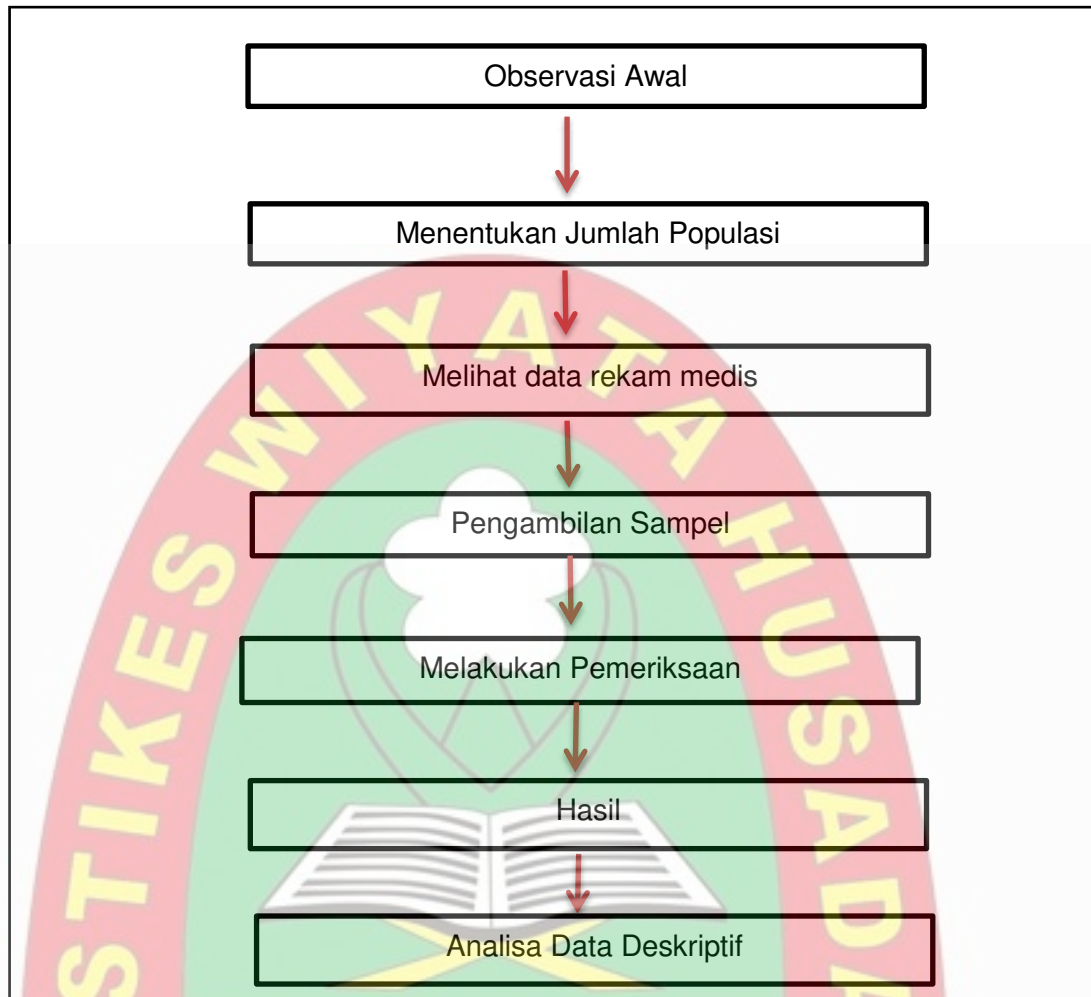 Observasi Awal
Menentukan Jumlah Populasi
Melihat data rekam medis
Pengambilan Sampel
Melakukan Pemeriksaan
Hasil
Analisa Data Deskriptif
STIKES WIYATA HUSADA